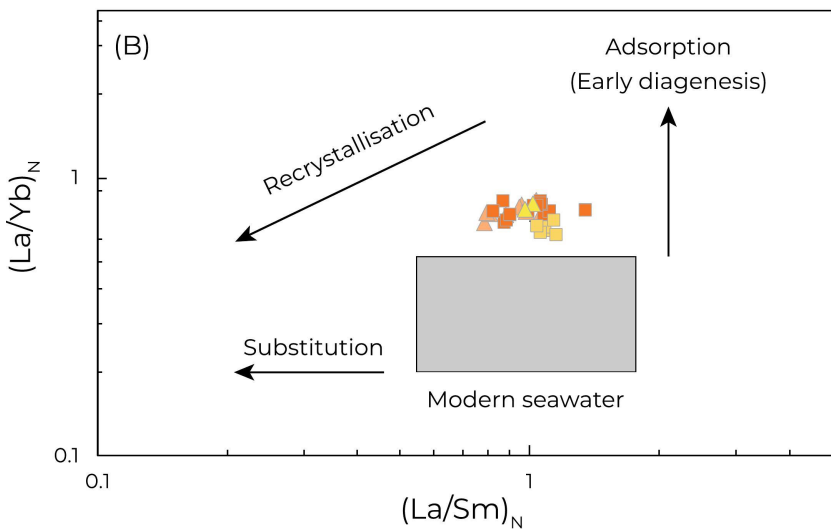 (B)
Adsorption
(Early diagenesis)
Recrystallisation
1
(La/Yb)N
Substitution
Modern seawater
0.1
0.1
1
(La/Sm)N